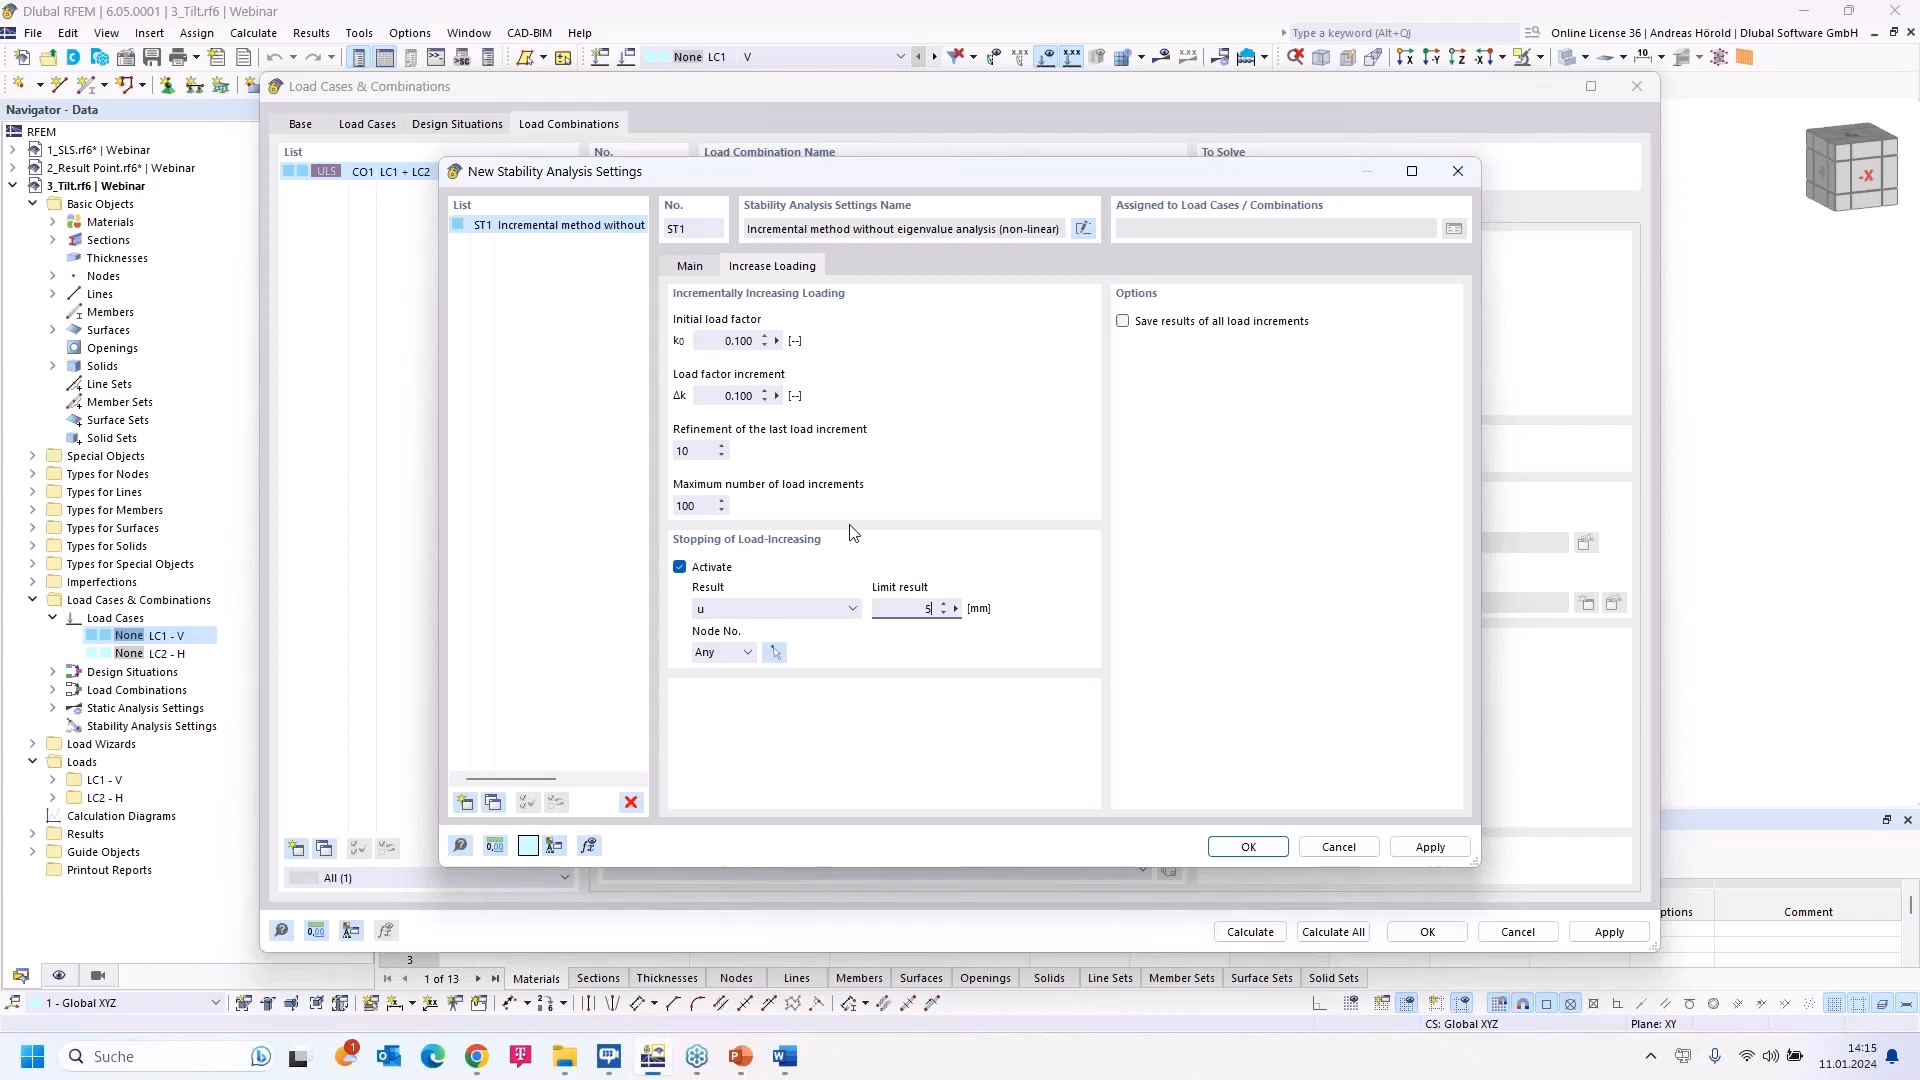 Dlubal RFEM | 6.05.0001 | 3_Tilt.rf6 | Webinar
File Edit View Insert Assign Calculate Results Tools Options Window CAD-BIM Help
Type a keyword (Alt+Q)
Online License 36 | Andreas Hörold | Dlubal Software GmbH
None LC1 V
Navigator - Data
RFEM
1_SLS.rf6* | Webinar
2_Result Point.rf6* | Webinar
3_Tilt.rf6 | Webinar
Basic Objects
Materials
Sections
Thicknesses
Nodes
Lines
Members
Surfaces
Openings
Solids
Line Sets
Member Sets
Surface Sets
Solid Sets
Special Objects
Types for Nodes
Types for Lines
Types for Members
Types for Surfaces
Types for Solids
Types for Special Objects
Imperfections
Load Cases & Combinations
Load Cases
None LC1 - V
None LC2 - H
Design Situations
Load Combinations
Static Analysis Settings
Stability Analysis Settings
Load Wizards
Loads
LC1 - V
LC2 - H
Calculation Diagrams
Results
Guide Objects
Printout Reports
Load Cases & Combinations
Base Load Cases Design Situations Load Combinations
List No. Load Combination Name To Solve
ULS CO1 LC1 + LC2
All (1)
New Stability Analysis Settings
List
ST1 Incremental method without
No.
ST1
Stability Analysis Settings Name
Incremental method without eigenvalue analysis (non-linear)
Assigned to Load Cases / Combinations
Main Increase Loading
Incrementally Increasing Loading
Initial load factor
k0 0.100 [--]
Load factor increment
Δk 0.100 [--]
Refinement of the last load increment
10
Maximum number of load increments
100
Stopping of Load-Increasing
Activate
Result Limit result
u 5 [mm]
Node No.
Any
Options
Save results of all load increments
0,00
OK Cancel Apply
0,00
Calculate Calculate All OK Cancel Apply
ptions Comment
3
1 of 13 Materials Sections Thicknesses Nodes Lines Members Surfaces Openings Solids Line Sets Member Sets Surface Sets Solid Sets
1 - Global XYZ
CS: Global XYZ Plane: XY
-X
Suche
1
14:15
11.01.2024